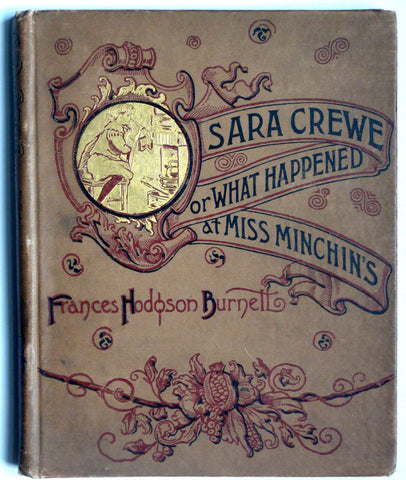 SARA CREWE
or WHAT HAPPENED
at MISS MINCHIN'S
Frances Hodgson Burnett